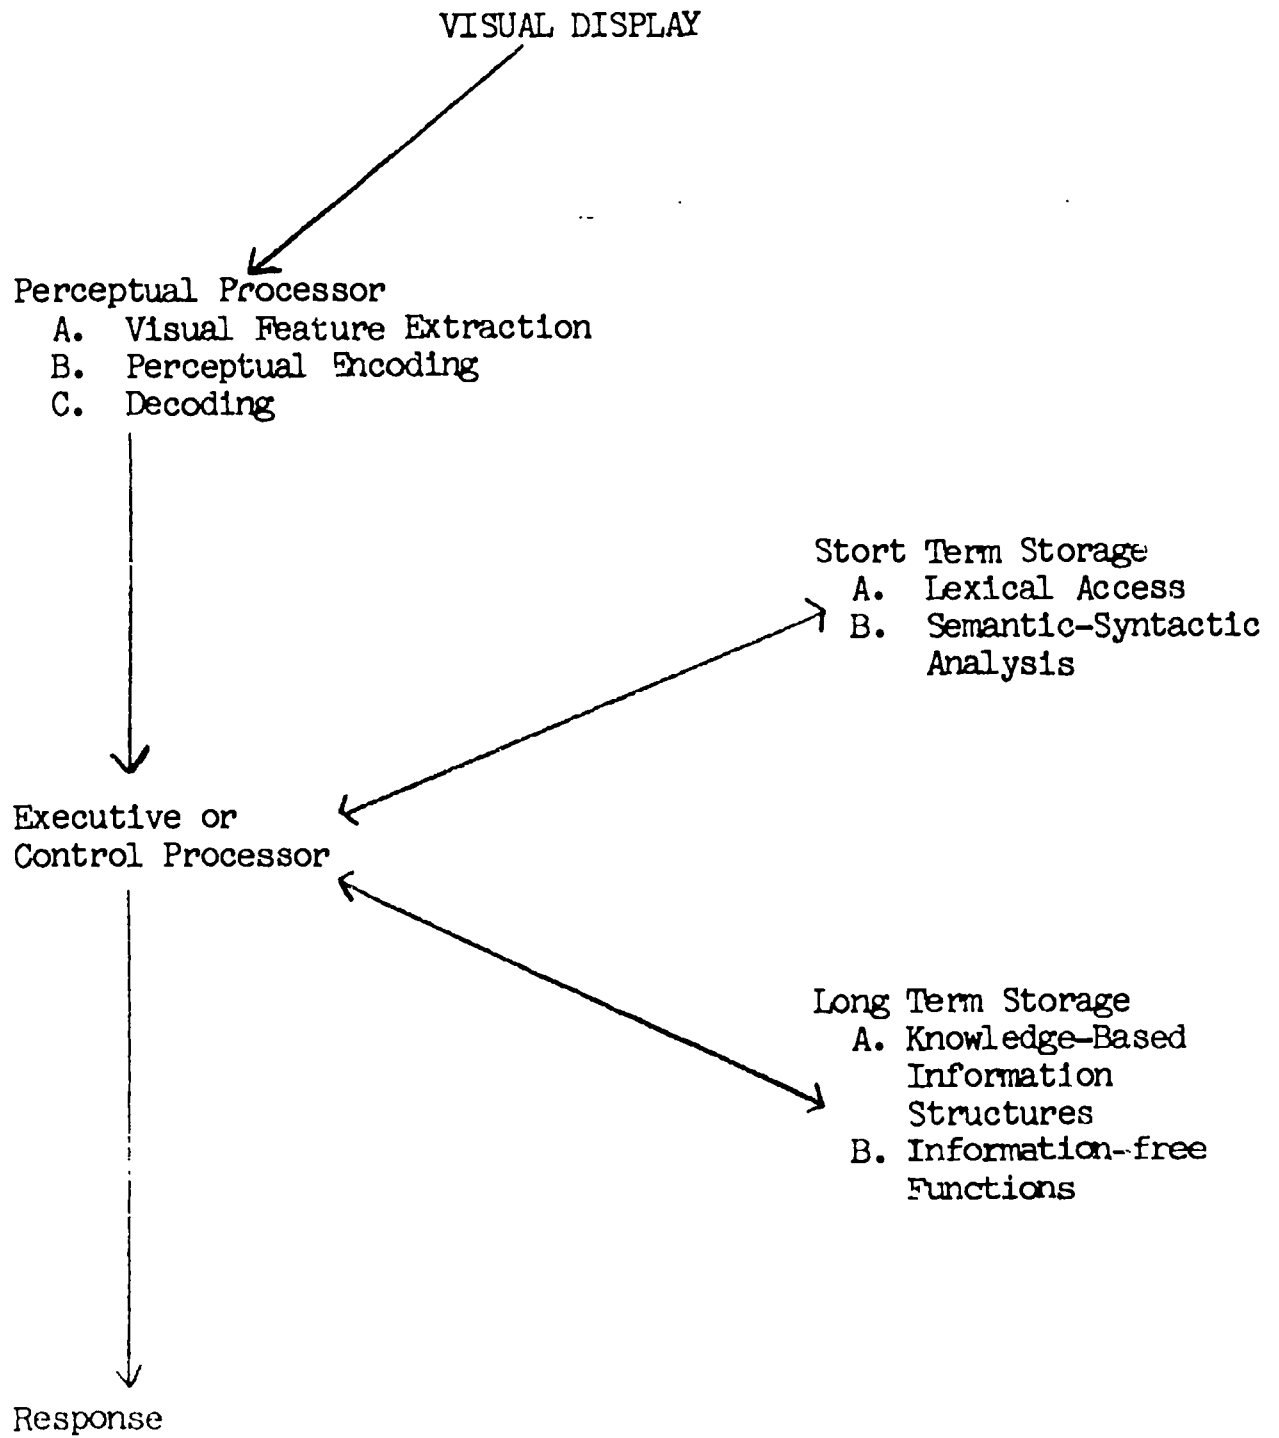 VISUAL DISPLAY
Perceptual Processor
A. Visual Feature Extraction
B. Perceptual Encoding
C. Decoding
Stort Term Storage
A. Lexical Access
B. Semantic-Syntactic
Analysis
Executive or
Control Processor
Long Term Storage
A. Knowledge-Based
Information
Structures
B. Information-free
Functions
Response